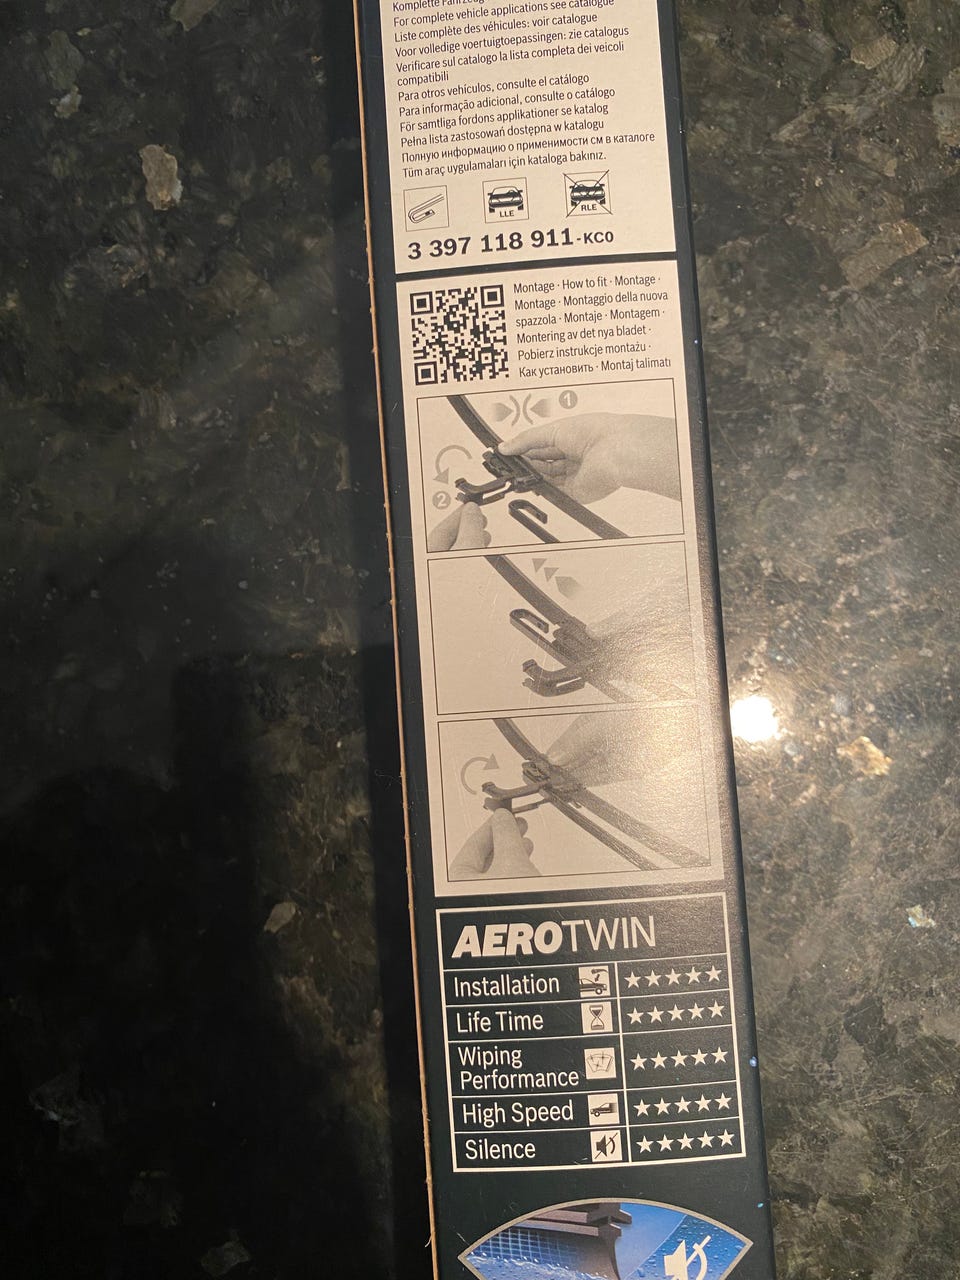 Komplette
For complete vehicle applications see catalogue
Liste complète des véhicules: voir catalogue
Voor volledige voertuigtoepassingen: zie catalogus
Verificare sul catalogo la lista completa dei veicoli
compatibili
Para otros vehículos, consulte el catálogo
Para informação adicional, consulte o catálogo
För samtliga fordons applikationer se katalog
Pełna lista zastosowań dostępna w katalogu
Полную информацию о применимости см в каталоге
Tüm araç uygulamaları için kataloga bakınız.
LLE
RLE
3 397 118 911-KC0
Montage · How to fit · Montage ·
Montage · Montaggio della nuova
spazzola · Montaje · Montagem ·
Montering av det nya bladet ·
Pobierz instrukcje montażu ·
Как установить · Montaj talimatı
1
2
AEROTWIN
Installation ★★★★★
Life Time ★★★★★
Wiping
Performance ★★★★★
High Speed ★★★★★
Silence ★★★★★